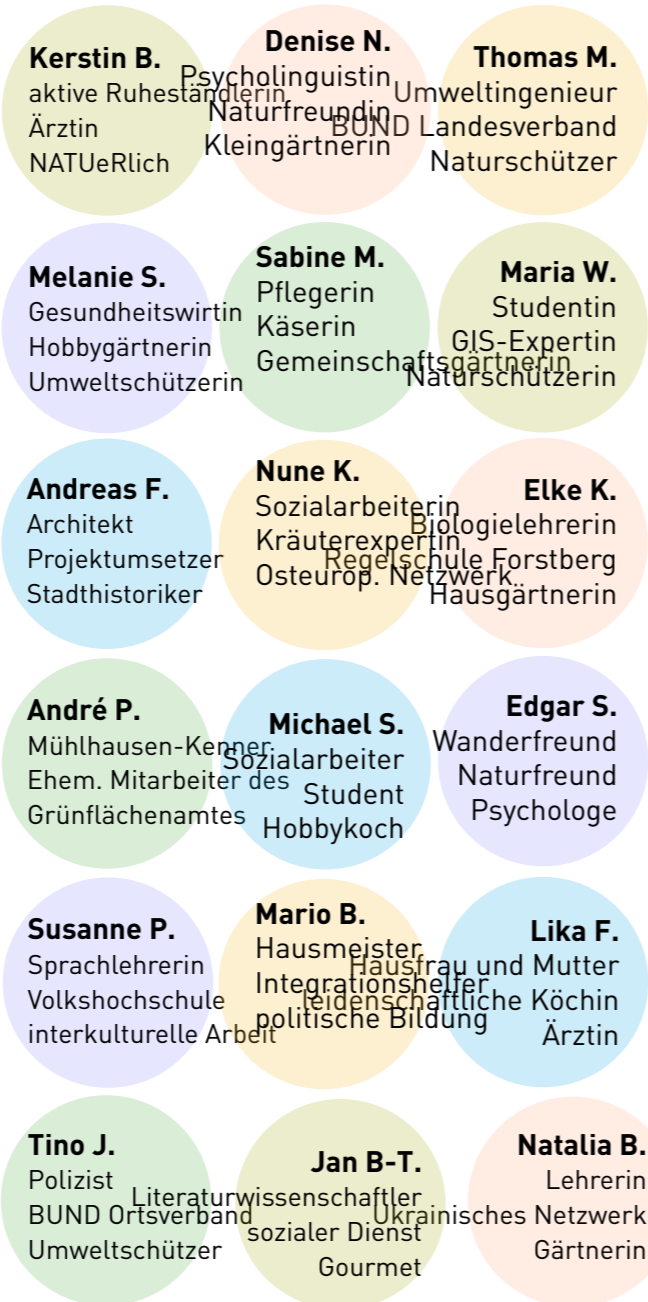 Kerstin B.
aktive Ruheständlerin
Ärztin
NATUeRlich
Denise N.
Psycholinguistin
Naturfreundin
Kleingärtnerin
Thomas M.
Umweltingenieur
BUND Landesverband
Naturschützer
Melanie S.
Gesundheitswirtin
Hobbygärtnerin
Umweltschützerin
Sabine M.
Pflegerin
Käserin
Gemeinschaftsgärtnerin
Maria W.
Studentin
GIS-Expertin
Naturschützerin
Andreas F.
Architekt
Projektumsetzer
Stadthistoriker
Nune K.
Sozialarbeiterin
Kräuterexpertin
Osteurop. Netzwerk
Elke K.
Biologielehrerin
Regelschule Forstberg
Hausgärtnerin
André P.
Mühlhausen-Kenner
Ehem. Mitarbeiter des
Grünflächenamtes
Michael S.
Sozialarbeiter
Student
Hobbykoch
Edgar S.
Wanderfreund
Naturfreund
Psychologe
Susanne P.
Sprachlehrerin
Volkshochschule
interkulturelle Arbeit
Mario B.
Hausmeister
Integrationshelfer
politische Bildung
Lika F.
Hausfrau und Mutter
leidenschaftliche Köchin
Ärztin
Tino J.
Polizist
BUND Ortsverband
Umweltschützer
Jan B-T.
Literaturwissenschaftler
sozialer Dienst
Gourmet
Natalia B.
Lehrerin
Ukrainisches Netzwerk
Gärtnerin